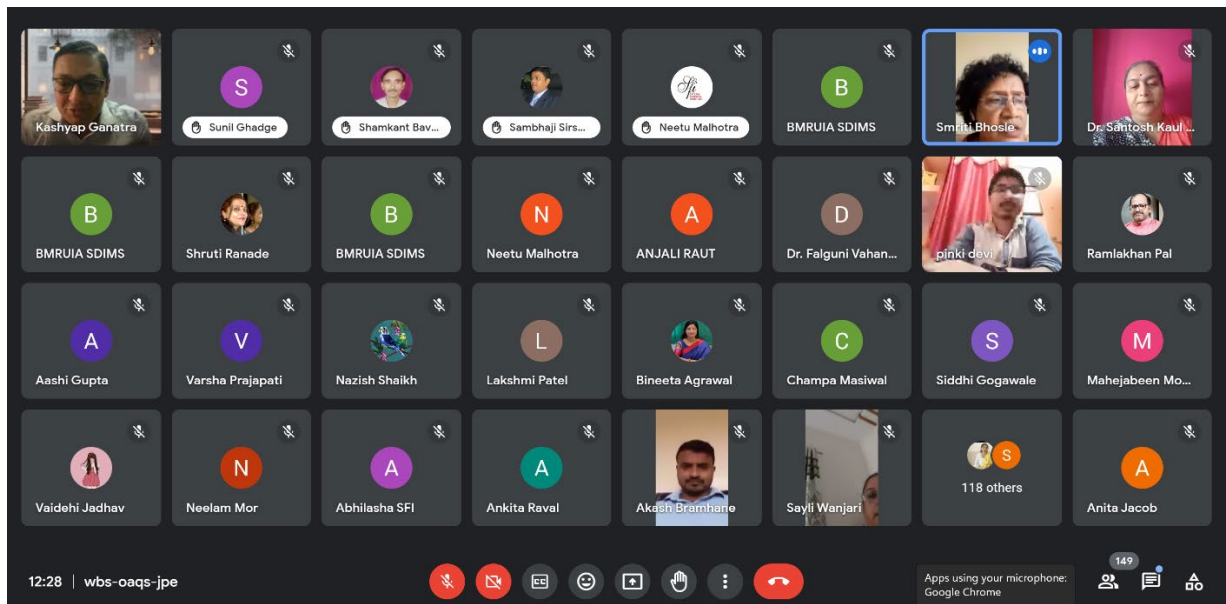 Kashyap Ganatra
S
Sunil Ghadge
Shamkant Bav...
Sambhaji Sirs...
Sfi
Neetu Malhotra
B
BMRUIA SDIMS
Smriti Bhosle
Dr. Santosh Kaul ...
B
BMRUIA SDIMS
Shruti Ranade
B
BMRUIA SDIMS
N
Neetu Malhotra
A
ANJALI RAUT
D
Dr. Falguni Vahan...
pinki devi
Ramlakhan Pal
A
Aashi Gupta
V
Varsha Prajapati
Nazish Shaikh
L
Lakshmi Patel
Bineeta Agrawal
C
Champa Masiwal
S
Siddhi Gogawale
M
Mahejabeen Mo...
Vaidehi Jadhav
N
Neelam Mor
A
Abhilasha SFI
A
Ankita Raval
Akash Bramhane
Sayli Wanjari
S
118 others
A
Anita Jacob
12:28 | wbs-oaqs-jpe
CC
Apps using your microphone:
Google Chrome
149